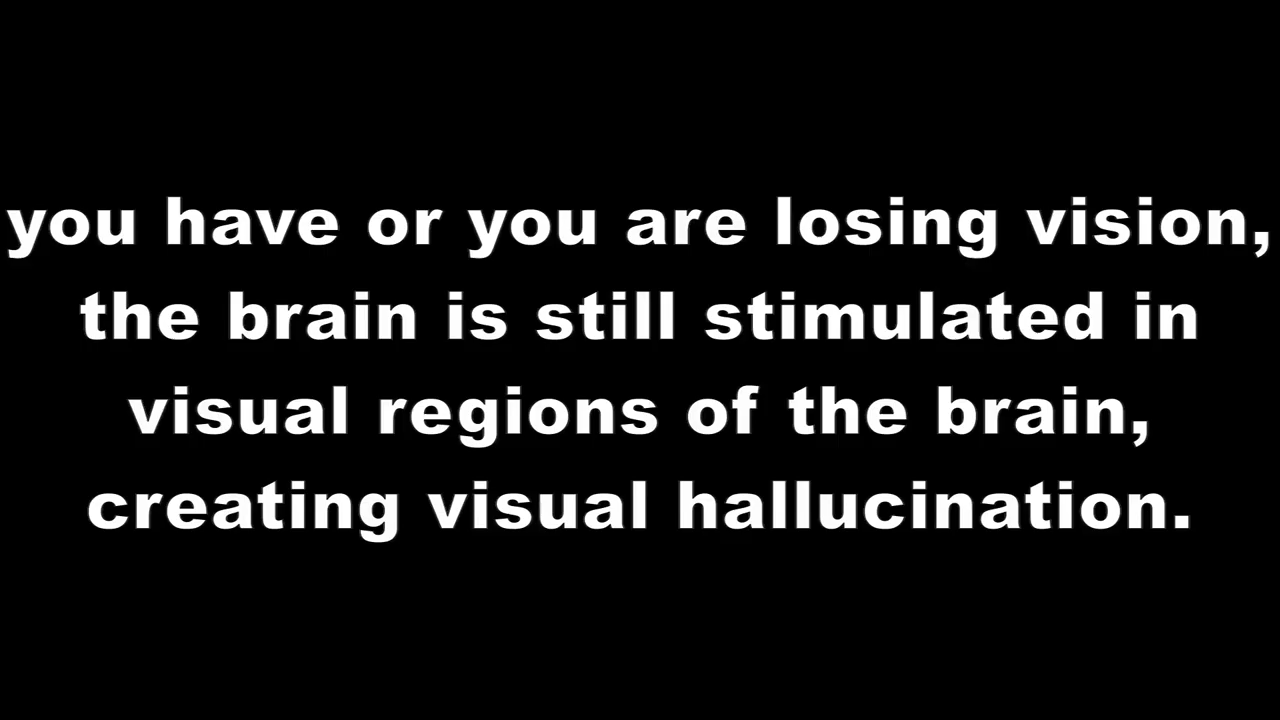 you have or you are losing vision,
the brain is still stimulated in
visual regions of the brain,
creating visual hallucination.